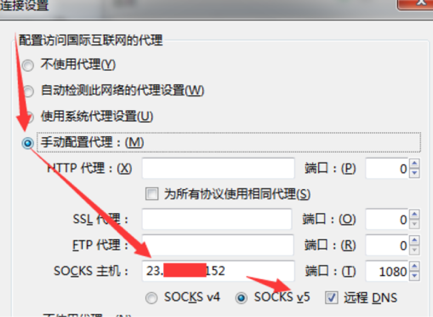 连接设置
配置访问国际互联网的代理
不使用代理(Y)
自动检测此网络的代理设置(W)
使用系统代理设置(U)
手动配置代理：(M)
HTTP 代理：(X) 端口：(P) 0
为所有协议使用相同代理(S)
SSL 代理： 端口：(O) 0
FTP 代理： 端口：(R) 0
SOCKS 主机： 23. 152 端口：(T) 1080
SOCKS v4 SOCKS v5 远程 DNS